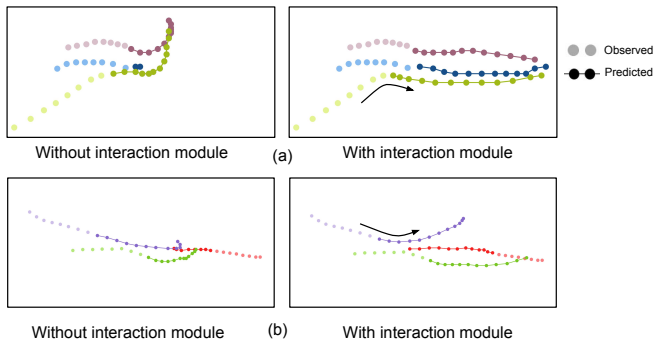 Observed
Predicted
Without interaction module
(a)
With interaction module
Without interaction module
(b)
With interaction module